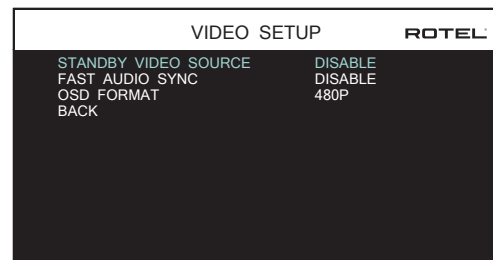 VIDEO SETUP ROTEL
STANDBY VIDEO SOURCE DISABLE
FAST AUDIO SYNC DISABLE
OSD FORMAT 480P
BACK